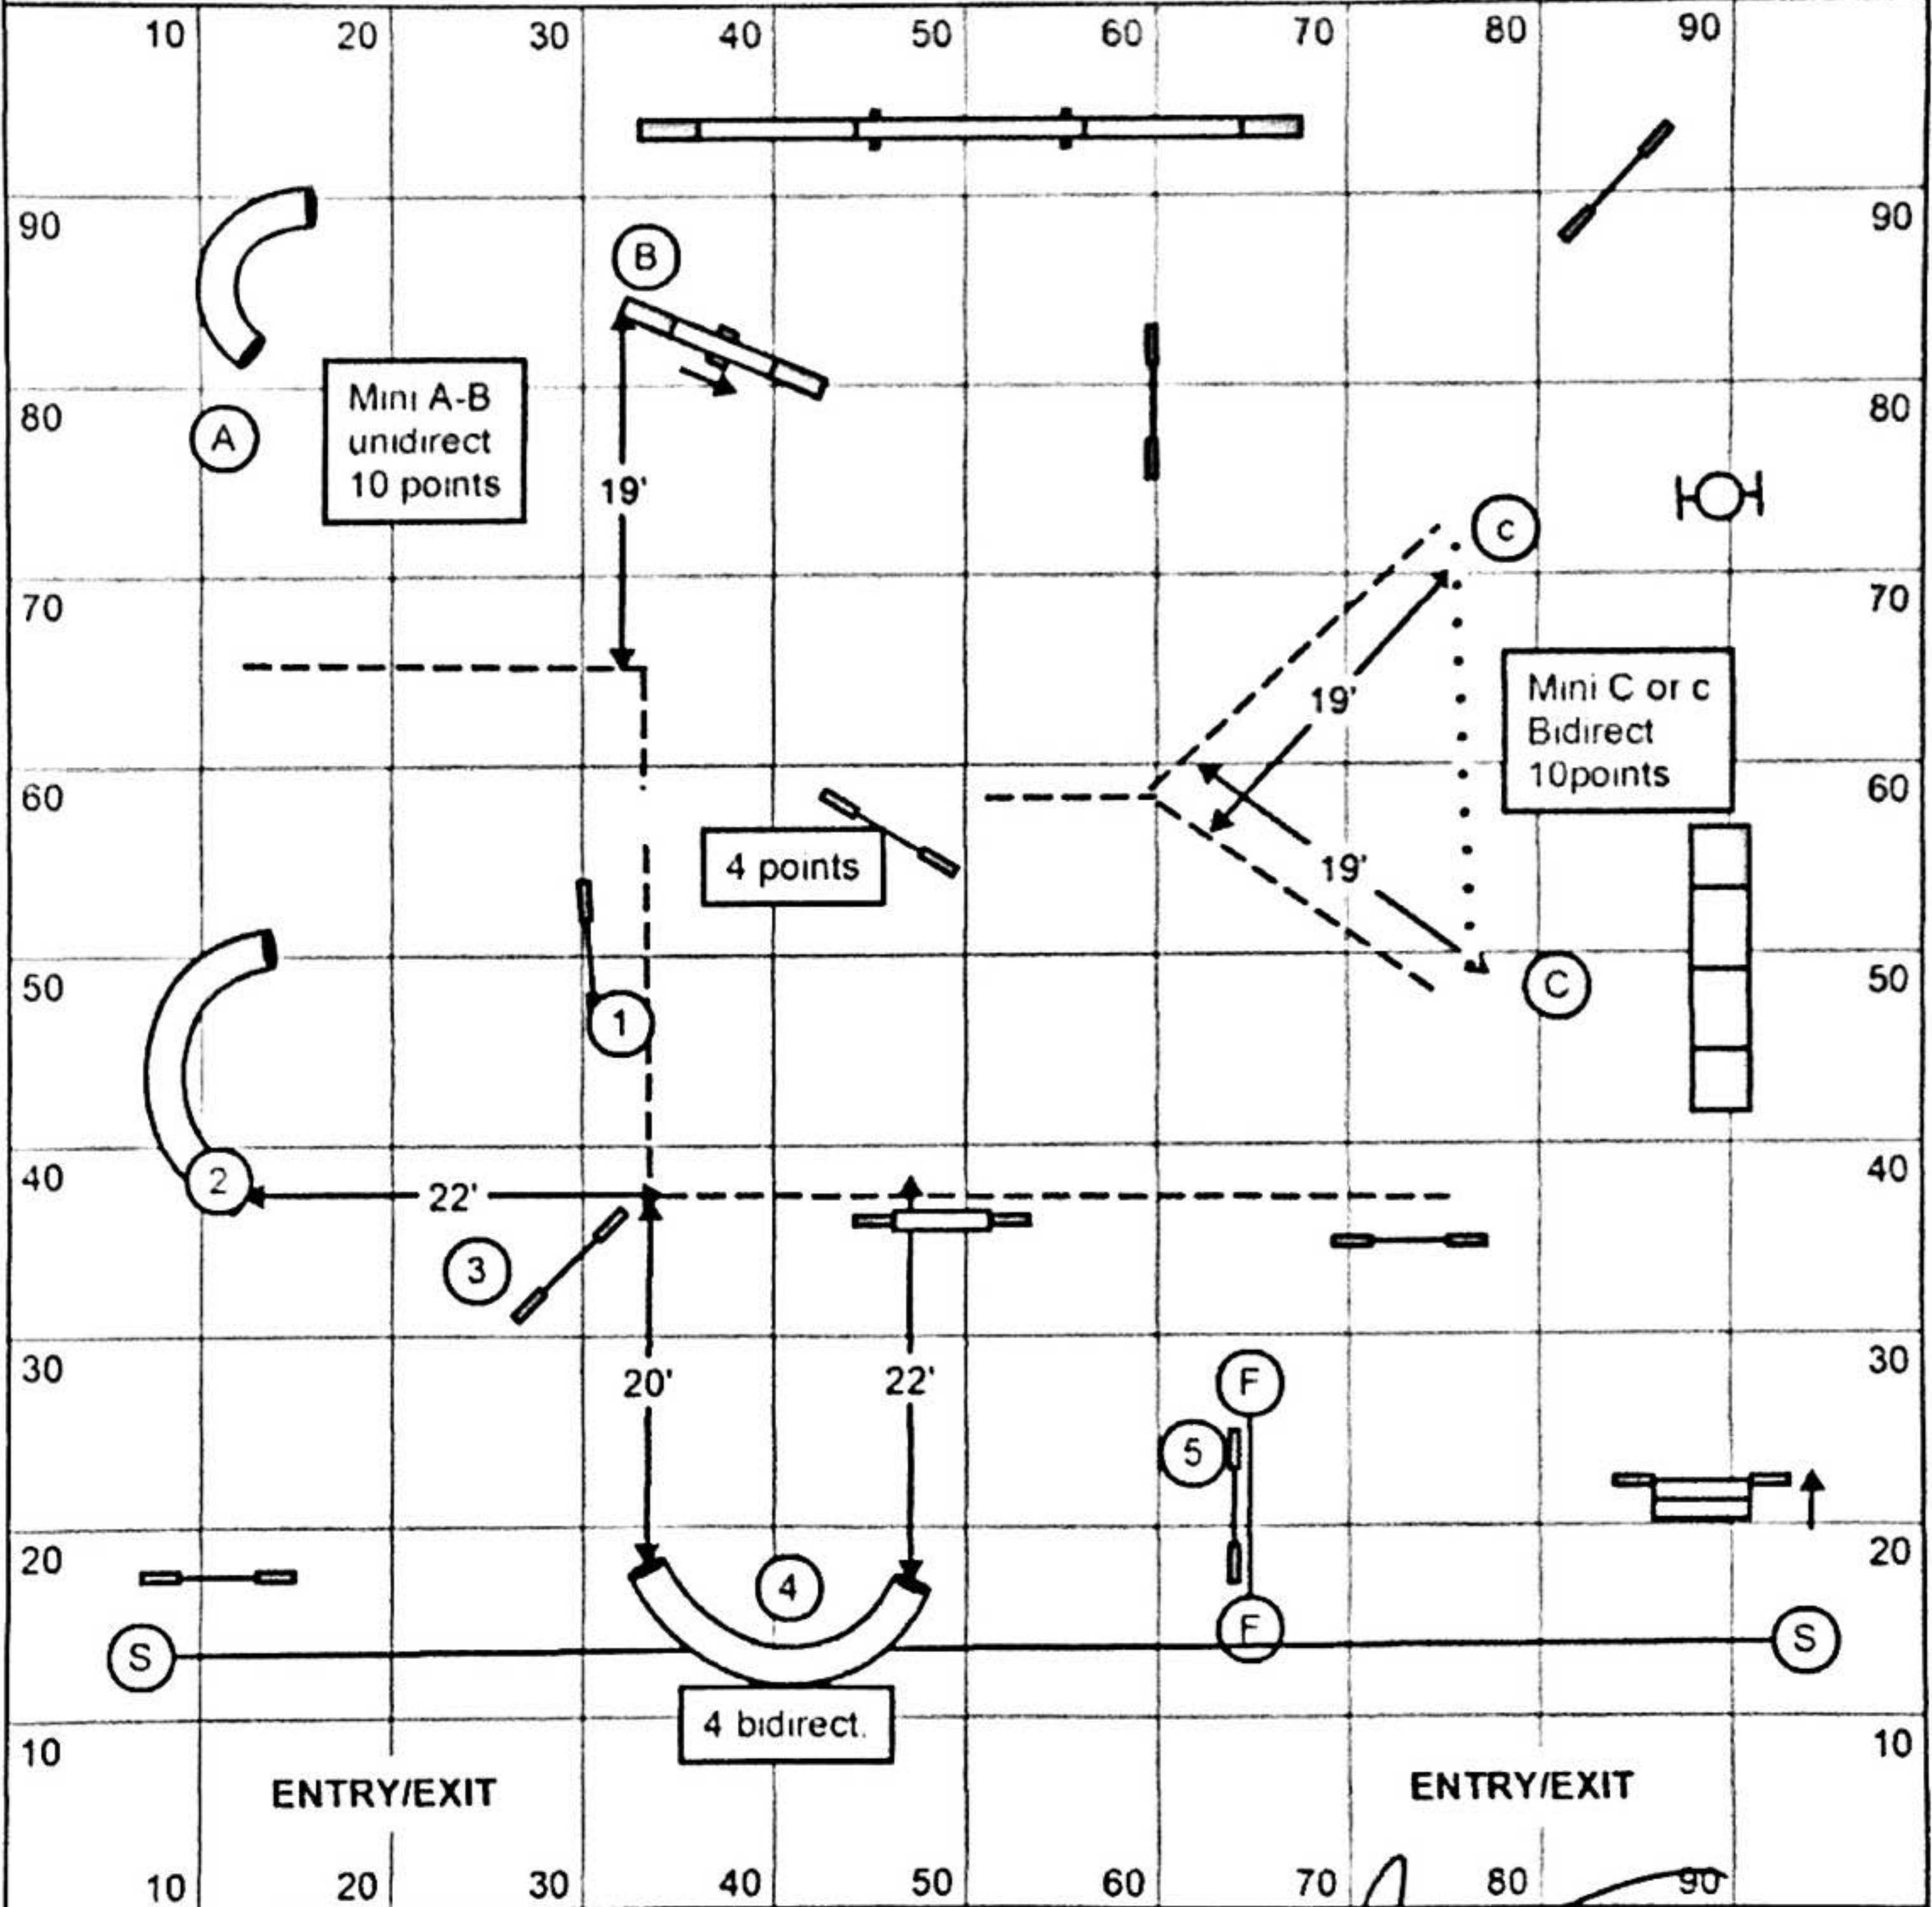 10 20 30 40 50 60 70 80 90
90 B 90
80 A 80
Mini A-B
unidirect
10 points
19'
c
70 70
19'
Mini C or c
Bidirect
10points
60 60
4 points
19'
50 50
1
C
40 40
2
22'
3
30 30
20'
22'
F
5
20 20
4
S F S
4 bidirect.
10 10
ENTRY/EXIT ENTRY/EXIT
10 20 30 40 50 60 70 80 90